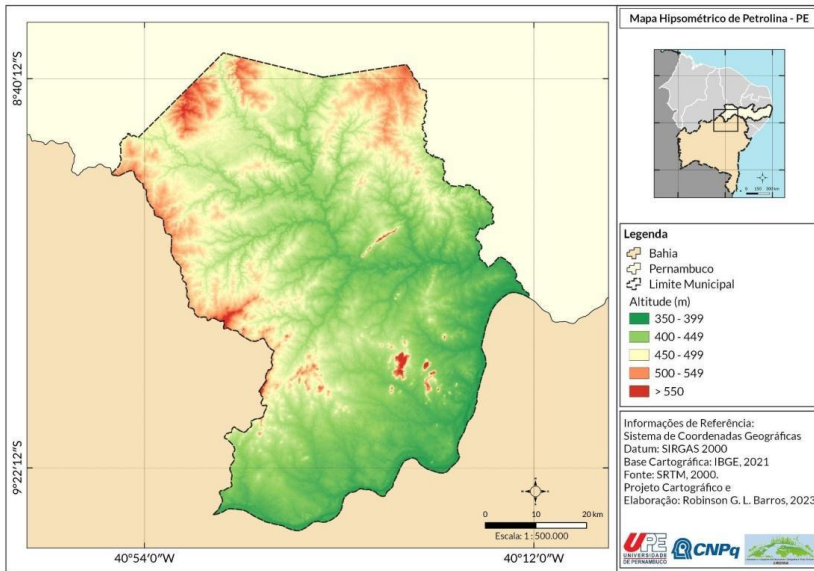 Mapa Hipsométrico de Petrolina - PE
8°40'12"S
9°22'12"S
40°54'0"W
40°12'0"W
0 10 20 km
Escala: 1:500.000
0 100 200 km
Legenda
Bahia
Pernambuco
Limite Municipal
Altitude (m)
350 - 399
400 - 449
450 - 499
500 - 549
> 550
Informações de Referência:
Sistema de Coordenadas Geográficas
Datum: SIRGAS 2000
Base Cartográfica: IBGE, 2021
Fonte: SRTM, 2000.
Projeto Cartográfico e
Elaboração: Robinson G. L. Barros, 2023
UPE
UNIVERSIDADE
DE PERNAMBUCO
CNPq